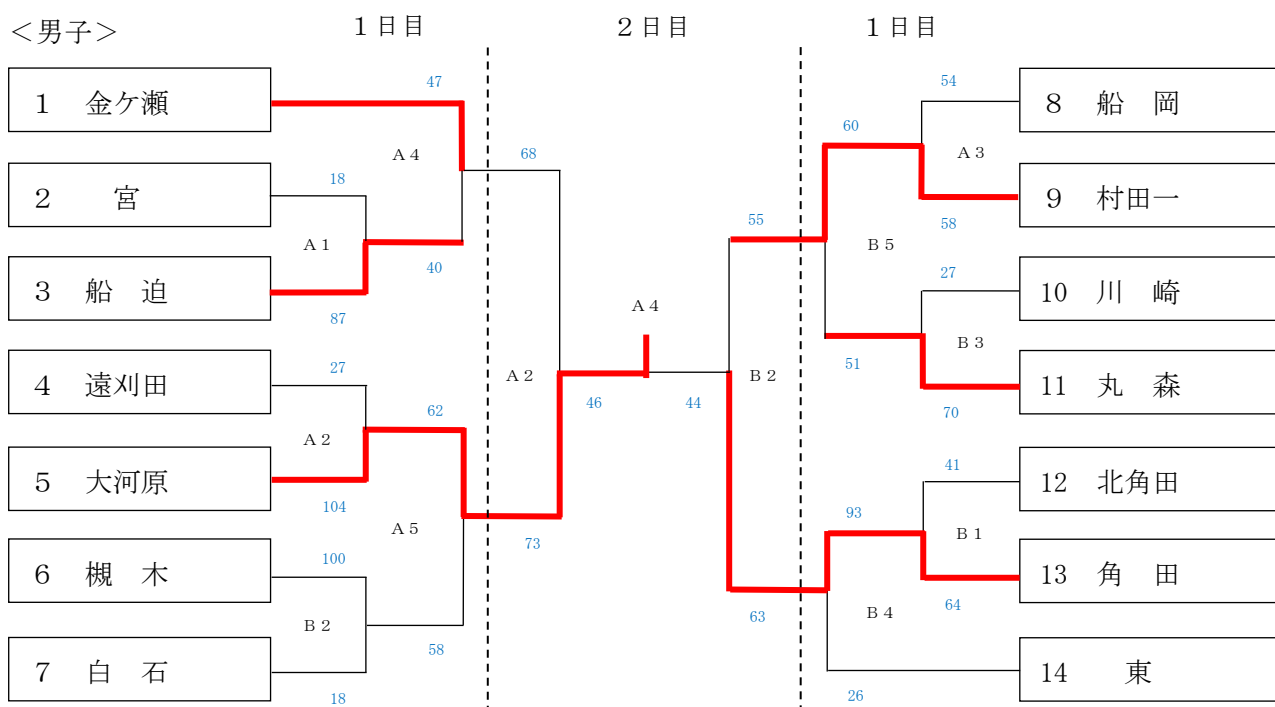 ＜男子＞
１日目
２日目
１日目
1 金ケ瀬
2 宮
3 船 迫
4 遠刈田
5 大河原
6 槻 木
7 白 石
47
Ａ４
18
Ａ１
40
87
27
62
Ａ２
104
Ａ５
100
Ｂ２
58
18
68
Ａ２
73
46
Ａ４
44
55
Ｂ２
63
54
60
Ａ３
58
Ｂ５
27
Ｂ３
51
70
41
93
Ｂ１
64
Ｂ４
26
8 船 岡
9 村田一
10 川 崎
11 丸 森
12 北角田
13 角 田
14 東